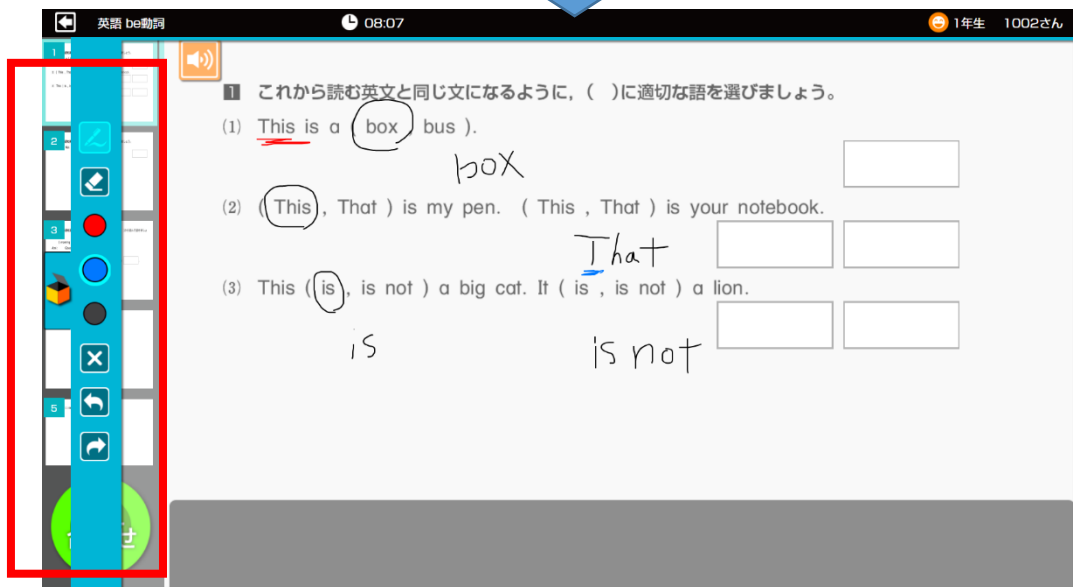 英語 be動詞 08:07 1年生 1002さん
1 これから読む英文と同じ文になるように,( )に適切な語を選びましょう。
(1) This is a ( box , bus ).
box
(2) ( This , That ) is my pen. ( This , That ) is your notebook.
That
(3) This ( is , is not ) a big cat. It ( is , is not ) a lion.
is is not
1
2
3
5
せ